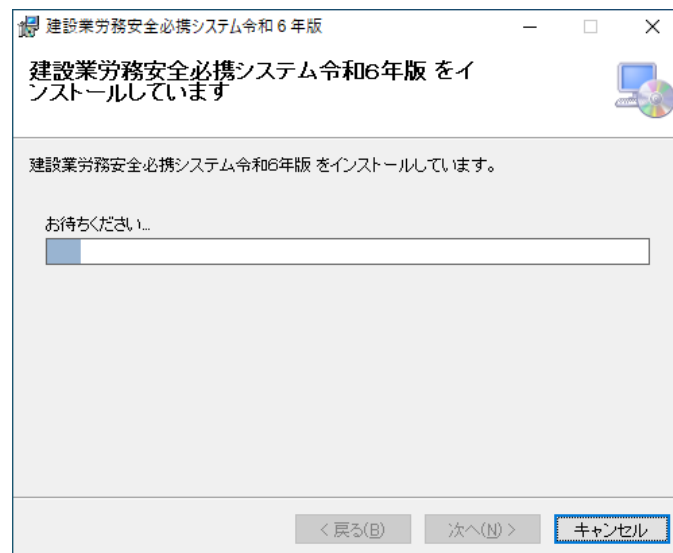 建設業労務安全必携システム令和６年版
建設業労務安全必携システム令和6年版 をイ
ンストールしています
建設業労務安全必携システム令和6年版 をインストールしています。
お待ちください...
< 戻る(B)
次へ(N) >
キャンセル